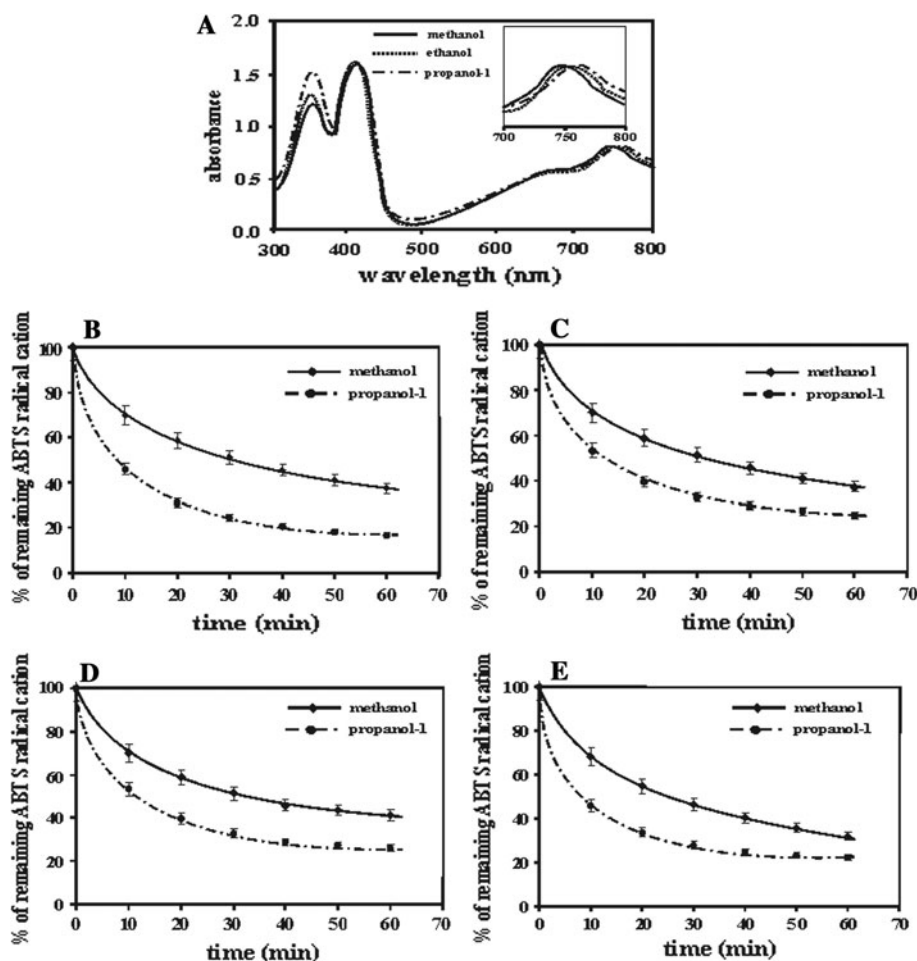 A
2.0
1.5
1.0
0.5
0.0
absorbance
methanol
ethanol
propanol-1
700 750 800
300 400 500 600 700 800
wavelength (nm)
B
% of remaining ABTS radical cation
100
80
60
40
20
0
methanol
propanol-1
0 10 20 30 40 50 60 70
time (min)
C
% of remaining ABTS radical cation
100
80
60
40
20
0
methanol
propanol-1
0 10 20 30 40 50 60 70
time (min)
D
% of remaining ABTS radical cation
100
80
60
40
20
0
methanol
propanol-1
0 10 20 30 40 50 60 70
time (min)
E
% of remaining ABTS radical cation
100
80
60
40
20
0
methanol
propanol-1
0 10 20 30 40 50 60 70
time (min)